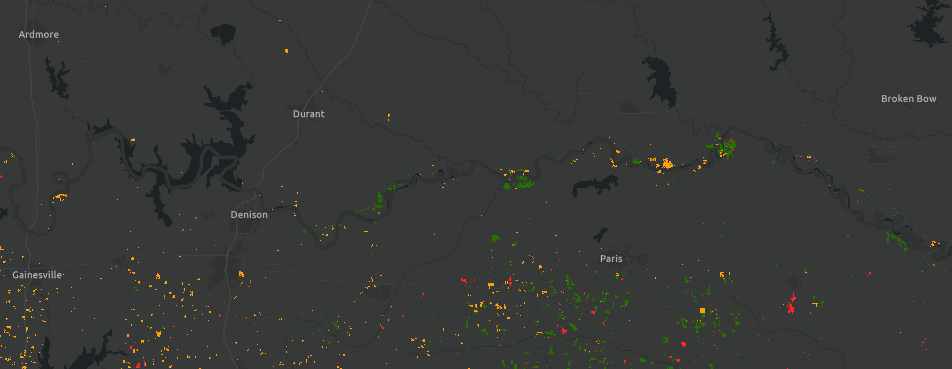 Ardmore
Broken Bow
Durant
Denison
Paris
Gainesville